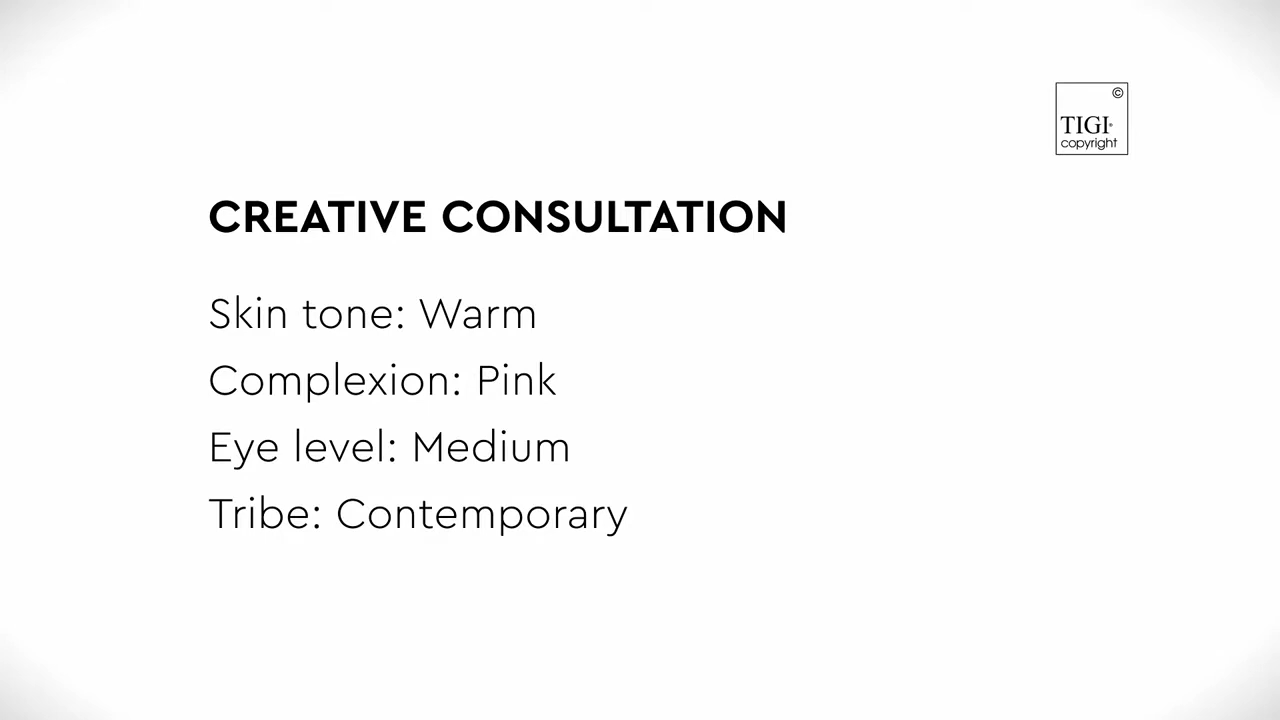 ©
TIGI®
copyright
CREATIVE CONSULTATION
Skin tone: Warm
Complexion: Pink
Eye level: Medium
Tribe: Contemporary